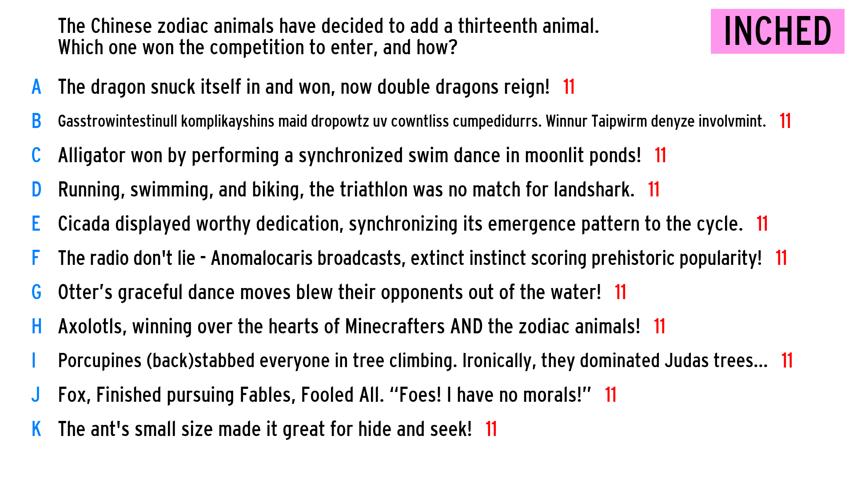 The Chinese zodiac animals have decided to add a thirteenth animal.
Which one won the competition to enter, and how?
INCHED
A The dragon snuck itself in and won, now double dragons reign! 11
B Gasstrowintestinull komplikayshins maid dropowtz uv cowntliss cumpedidurrs. Winnur Taipwirm denyze involvmint. 11
C Alligator won by performing a synchronized swim dance in moonlit ponds! 11
D Running, swimming, and biking, the triathlon was no match for landshark. 11
E Cicada displayed worthy dedication, synchronizing its emergence pattern to the cycle. 11
F The radio don't lie - Anomalocaris broadcasts, extinct instinct scoring prehistoric popularity! 11
G Otter’s graceful dance moves blew their opponents out of the water! 11
H Axolotls, winning over the hearts of Minecrafters AND the zodiac animals! 11
I Porcupines (back)stabbed everyone in tree climbing. Ironically, they dominated Judas trees... 11
J Fox, Finished pursuing Fables, Fooled All. “Foes! I have no morals!” 11
K The ant's small size made it great for hide and seek! 11